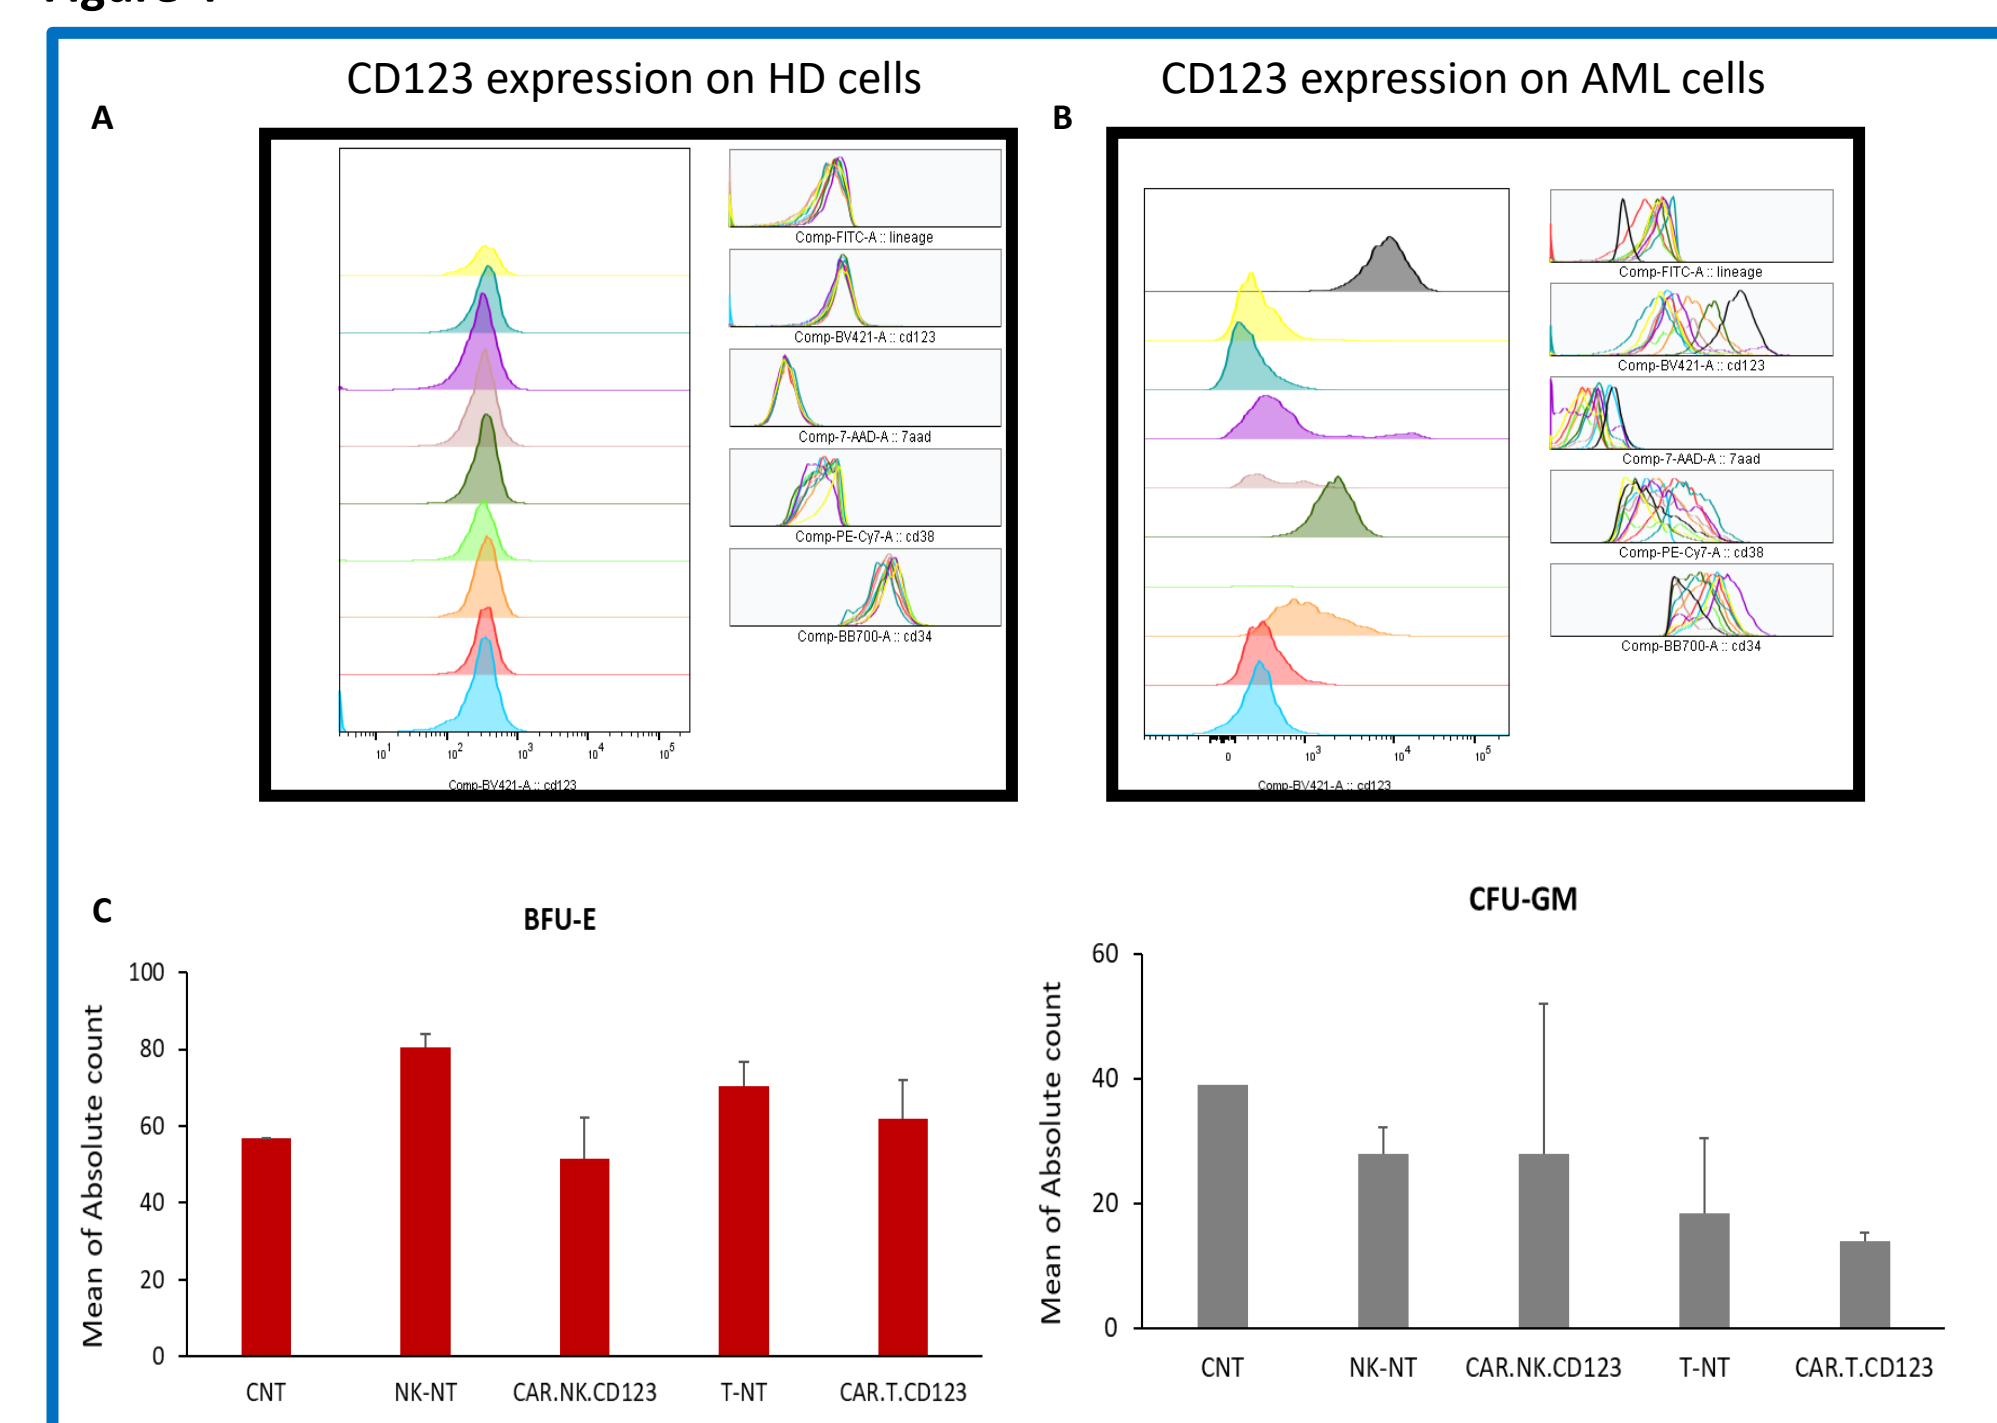 CD123 expression on HD cells
CD123 expression on AML cells
A
B
Comp-FITC-A :: lineage
Comp-BV421-A :: cd123
Comp-7-AAD-A :: 7aad
Comp-PE-Cy7-A :: cd38
Comp-BB700-A :: cd34
10^1 10^2 10^3 10^4 10^5
Comp-BV421-A :: cd123
Comp-FITC-A :: lineage
Comp-BV421-A :: cd123
Comp-7-AAD-A :: 7aad
Comp-PE-Cy7-A :: cd38
Comp-BB700-A :: cd34
0 10^3 10^4 10^5
Comp-BV421-A :: cd123
C
BFU-E
Mean of Absolute count
100
80
60
40
20
0
CNT NK-NT CAR.NK.CD123 T-NT CAR.T.CD123
CFU-GM
Mean of Absolute count
60
40
20
0
CNT NK-NT CAR.NK.CD123 T-NT CAR.T.CD123